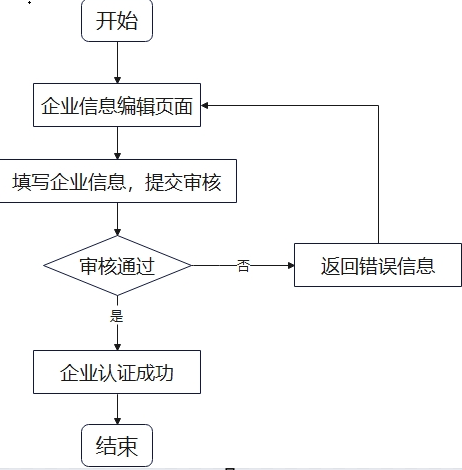 开始
企业信息编辑页面
填写企业信息，提交审核
审核通过
否
返回错误信息
是
企业认证成功
结束